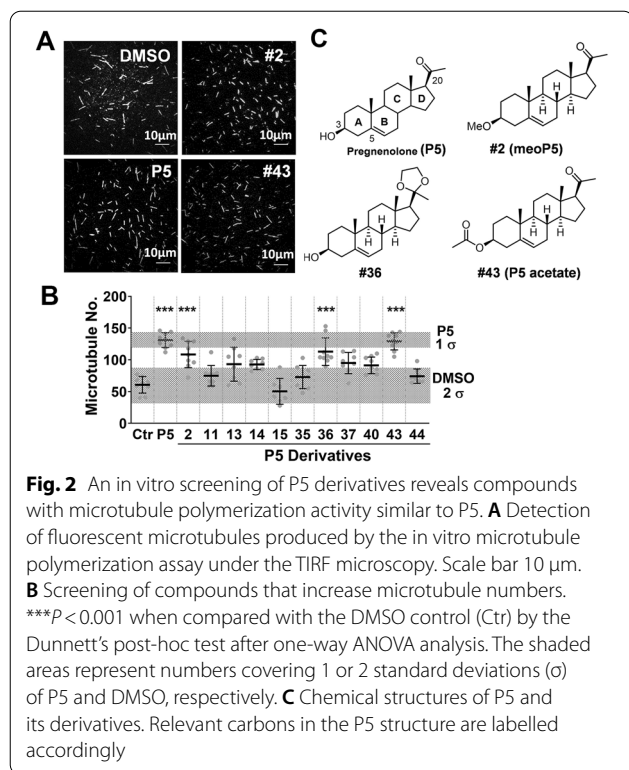 A
DMSO
#2
10µm
10µm
P5
#43
10µm
10µm
C
O
20
C
D
3
A
B
HO
5
Pregnenolone (P5)
O
H
H
MeO
#2 (meoP5)
O
O
H
H
HO
#36
O
O
H
H
O
#43 (P5 acetate)
B
Microtubule No.
200
150
100
50
0
***
***
***
***
P5
1 σ
DMSO
2 σ
Ctr P5 2 11 13 14 15 35 36 37 40 43 44
P5 Derivatives
Fig. 2 An in vitro screening of P5 derivatives reveals compounds
with microtubule polymerization activity similar to P5. A Detection
of fluorescent microtubules produced by the in vitro microtubule
polymerization assay under the TIRF microscopy. Scale bar 10 µm.
B Screening of compounds that increase microtubule numbers.
***P < 0.001 when compared with the DMSO control (Ctr) by the
Dunnett's post-hoc test after one-way ANOVA analysis. The shaded
areas represent numbers covering 1 or 2 standard deviations (σ)
of P5 and DMSO, respectively. C Chemical structures of P5 and
its derivatives. Relevant carbons in the P5 structure are labelled
accordingly